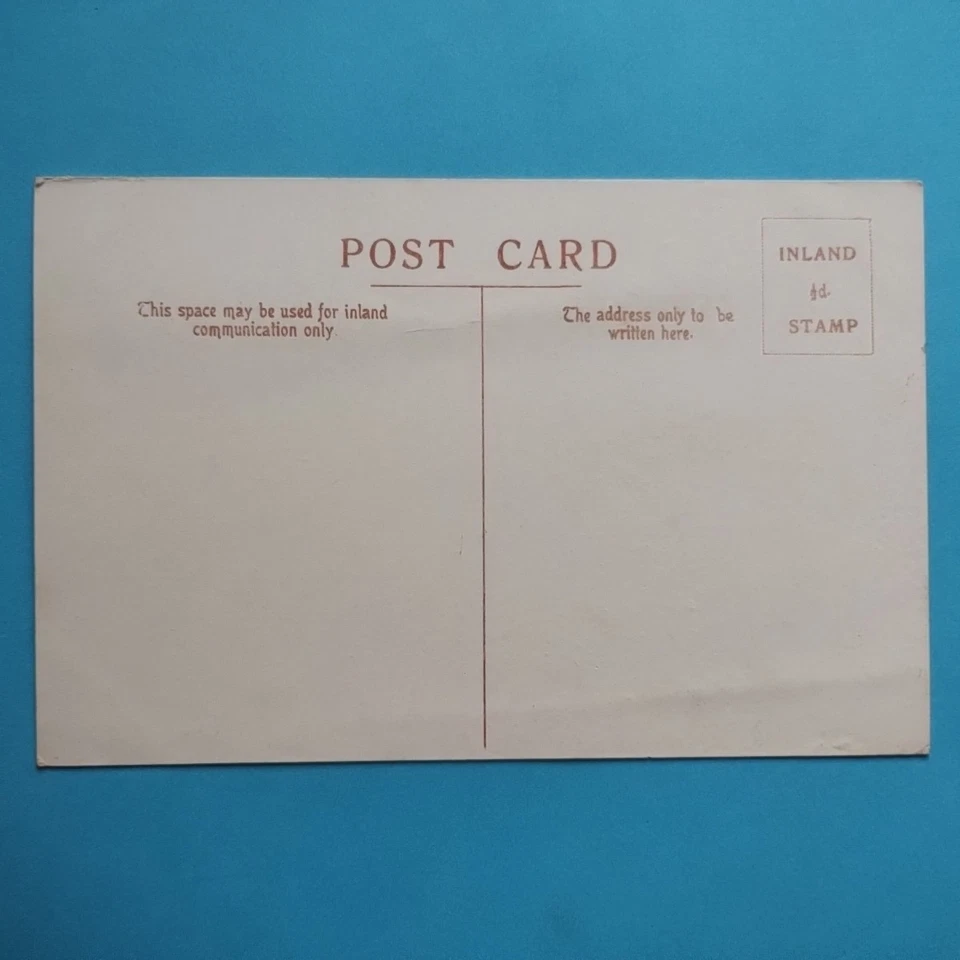 POST CARD
This space may be used for inland
communication only.
The address only to be
written here.
INLAND
½d.
STAMP